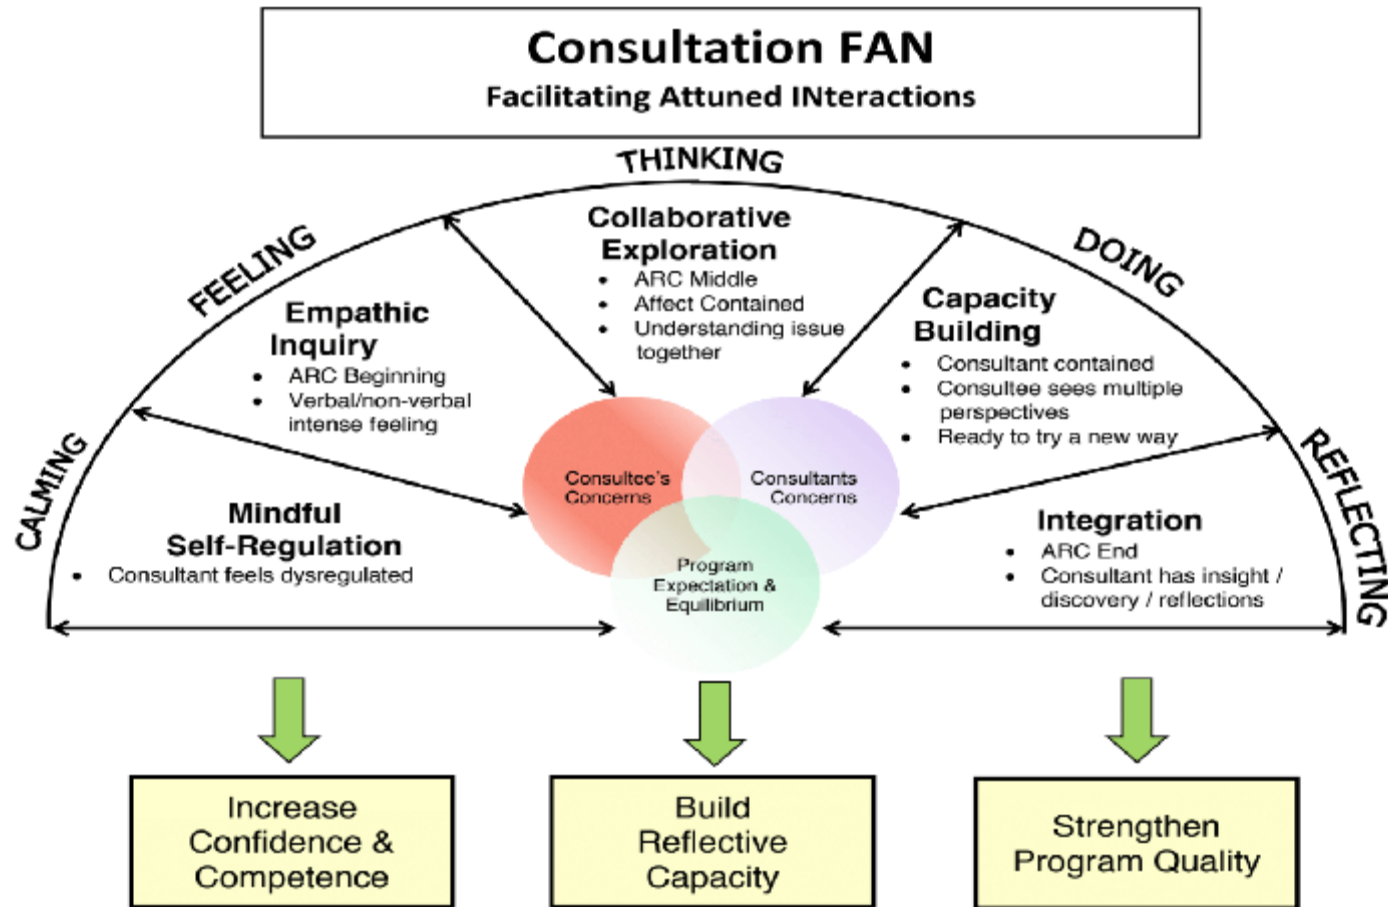 Consultation FAN
Facilitating Attuned INteractions
CALMING
FEELING
THINKING
DOING
REFLECTING
Mindful
Self-Regulation
• Consultant feels dysregulated
Empathic
Inquiry
• ARC Beginning
• Verbal/non-verbal
intense feeling
Collaborative
Exploration
• ARC Middle
• Affect Contained
• Understanding issue
together
Capacity
Building
• Consultant contained
• Consultee sees multiple
perspectives
• Ready to try a new way
Integration
• ARC End
• Consultant has insight /
discovery / reflections
Consultee's
Concerns
Consultants
Concerns
Program
Expectation &
Equilibrium
Increase
Confidence &
Competence
Build
Reflective
Capacity
Strengthen
Program Quality